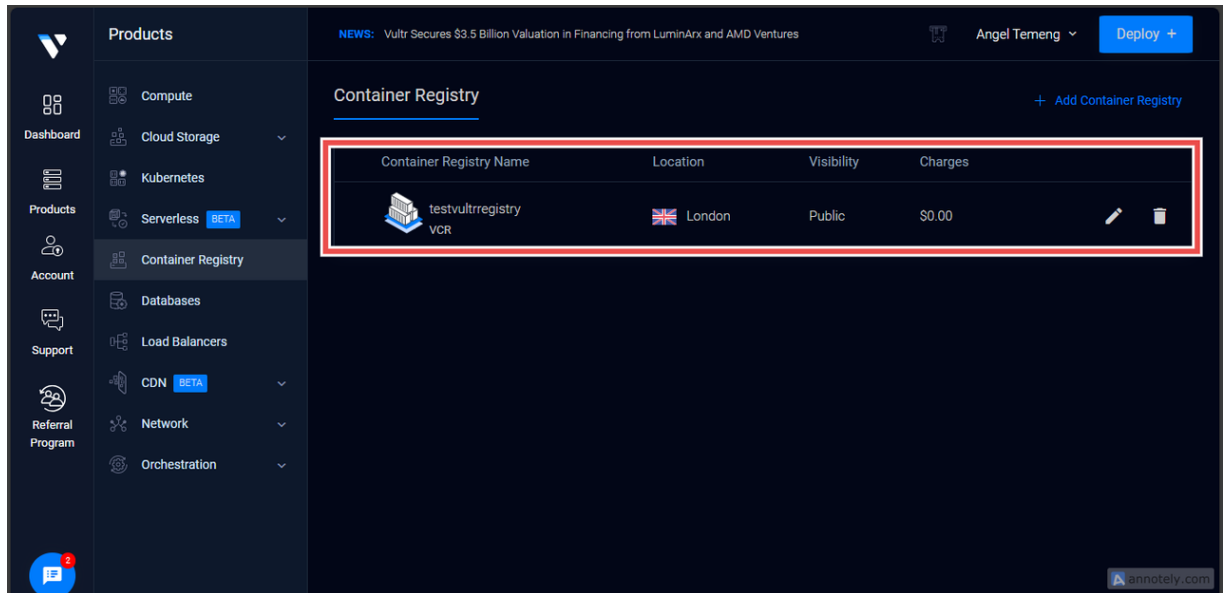 Products
NEWS: Vultr Secures $3.5 Billion Valuation in Financing from LuminArx and AMD Ventures
Angel Temeng
Deploy +
Dashboard
Products
Account
Support
Referral
Program
2
Compute
Cloud Storage
Kubernetes
Serverless BETA
Container Registry
Databases
Load Balancers
CDN BETA
Network
Orchestration
Container Registry
+ Add Container Registry
Container Registry Name Location Visibility Charges
testvultrregistry London Public $0.00
VCR
annotely.com